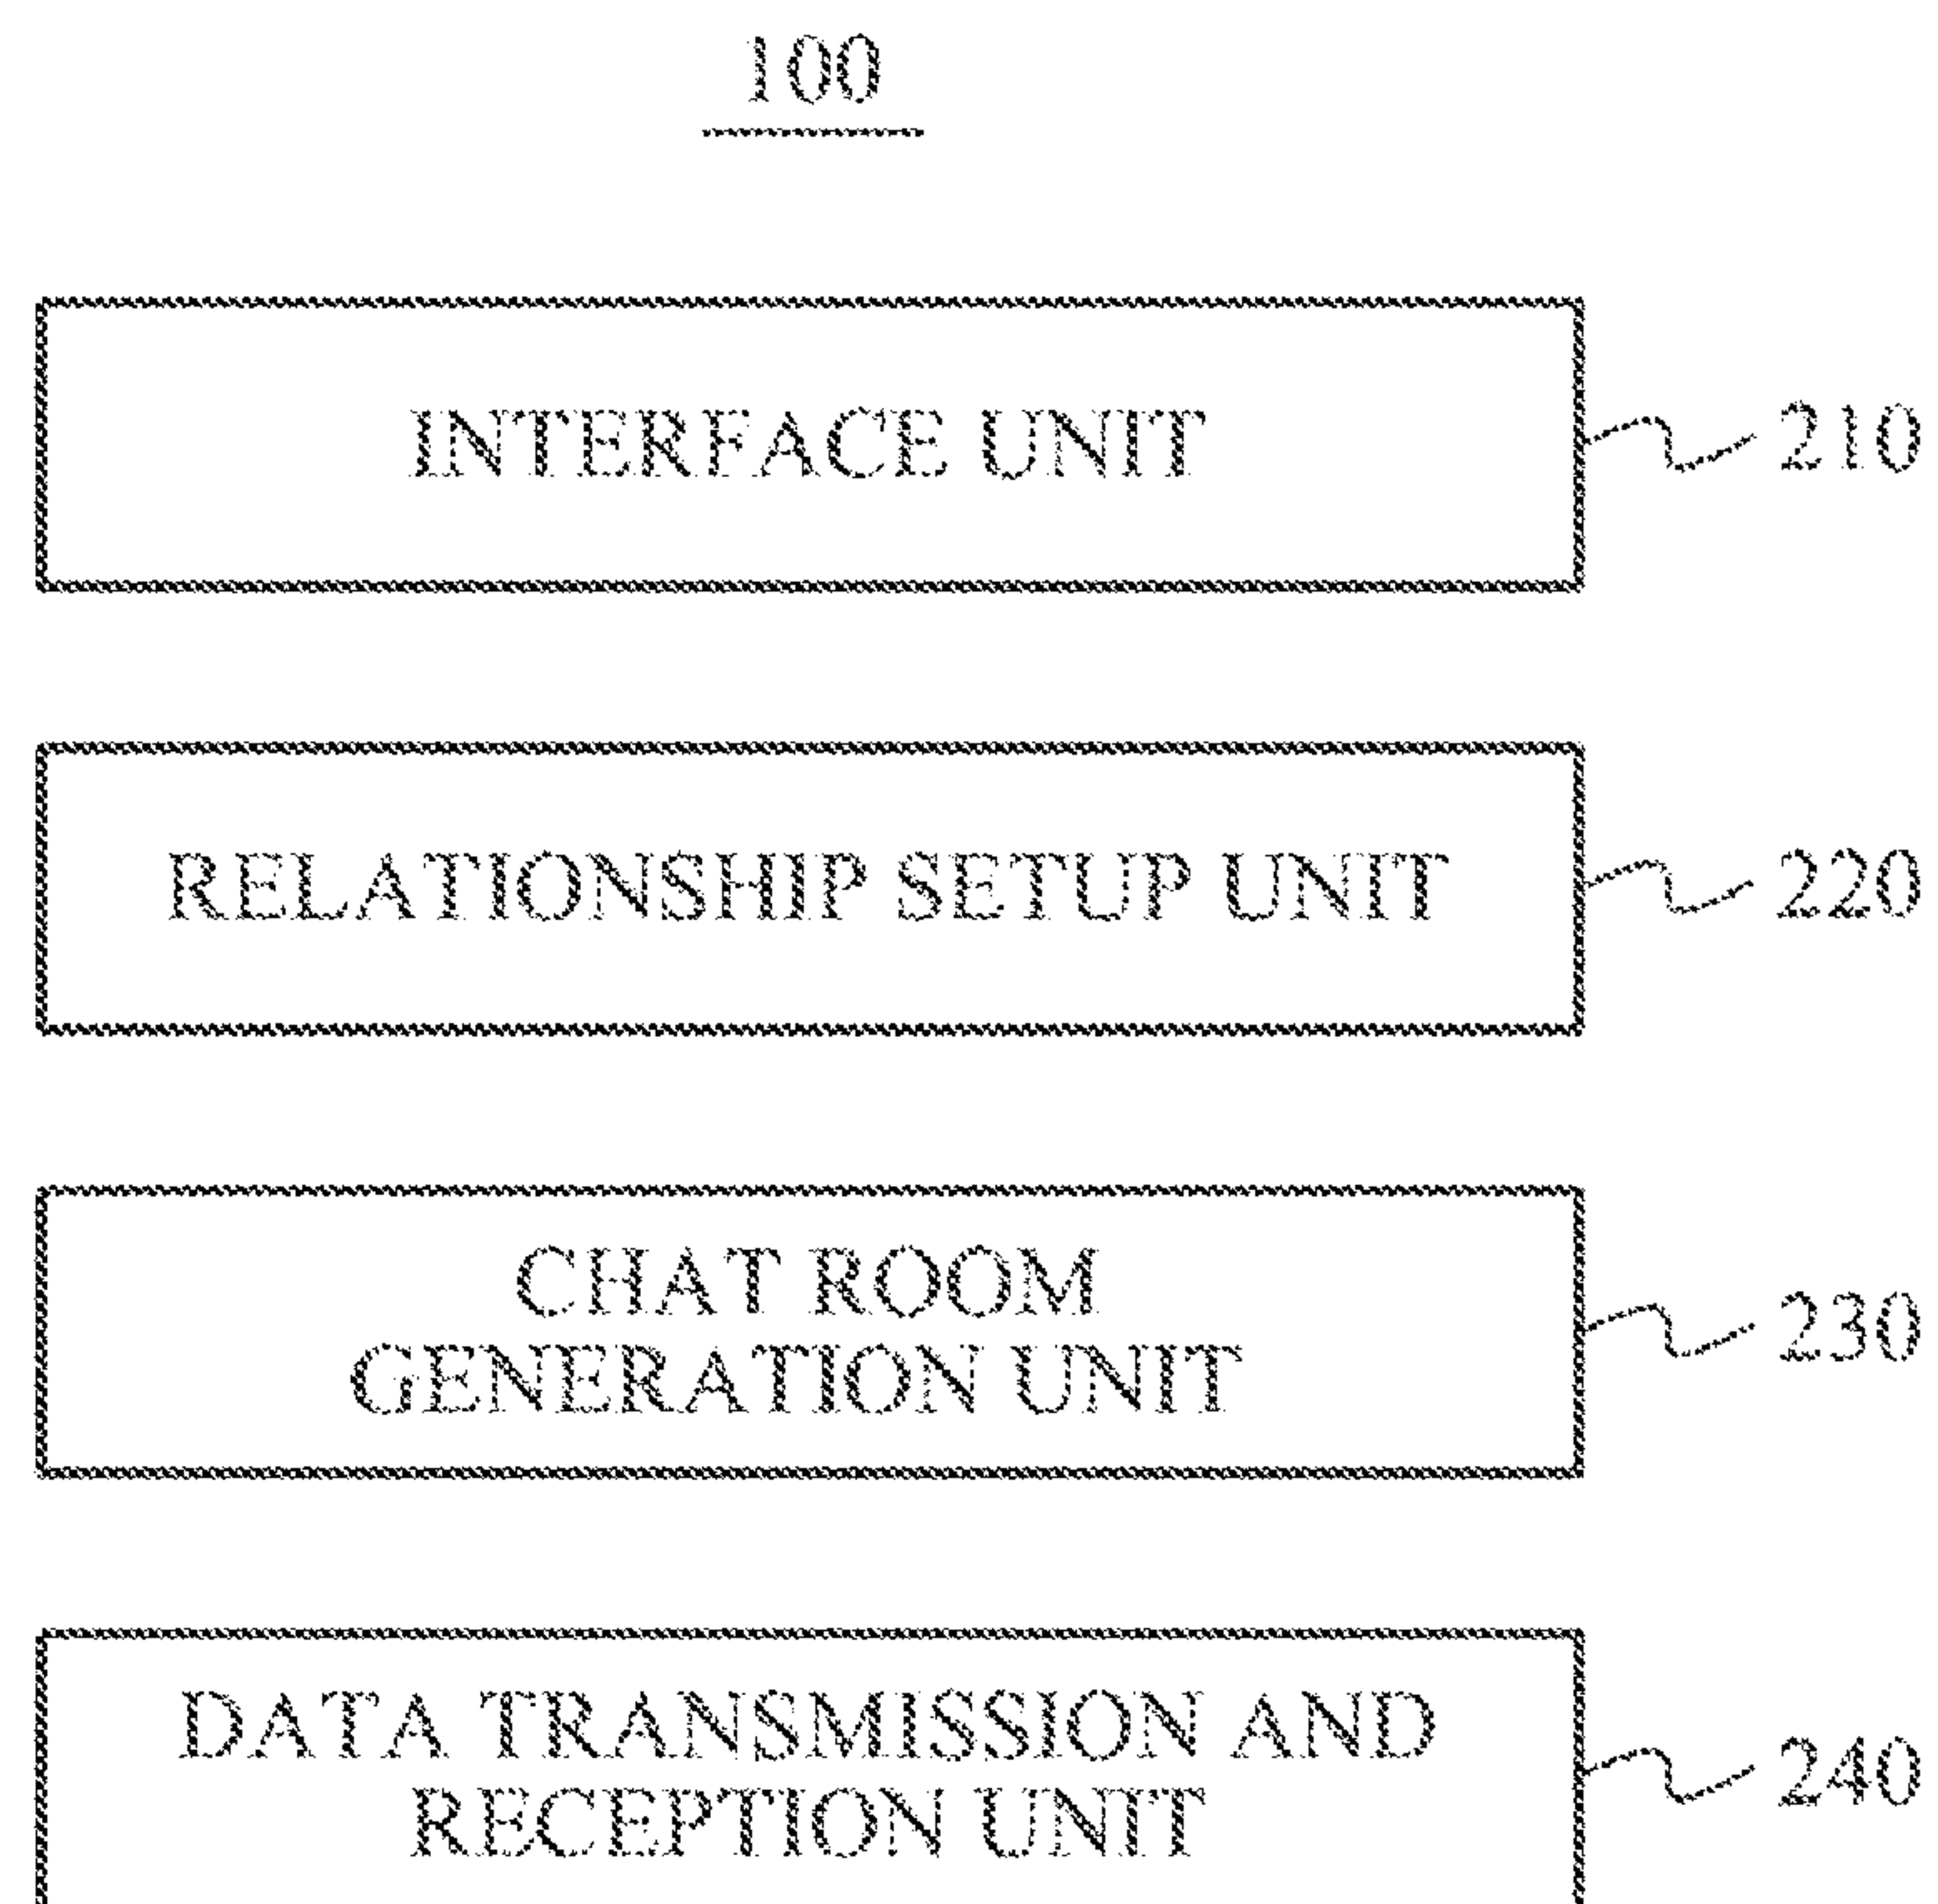 100
INTERFACE UNIT
210
RELATIONSHIP SETUP UNIT
220
CHAT ROOM
GENERATION UNIT
230
DATA TRANSMISSION AND
RECEPTION UNIT
240